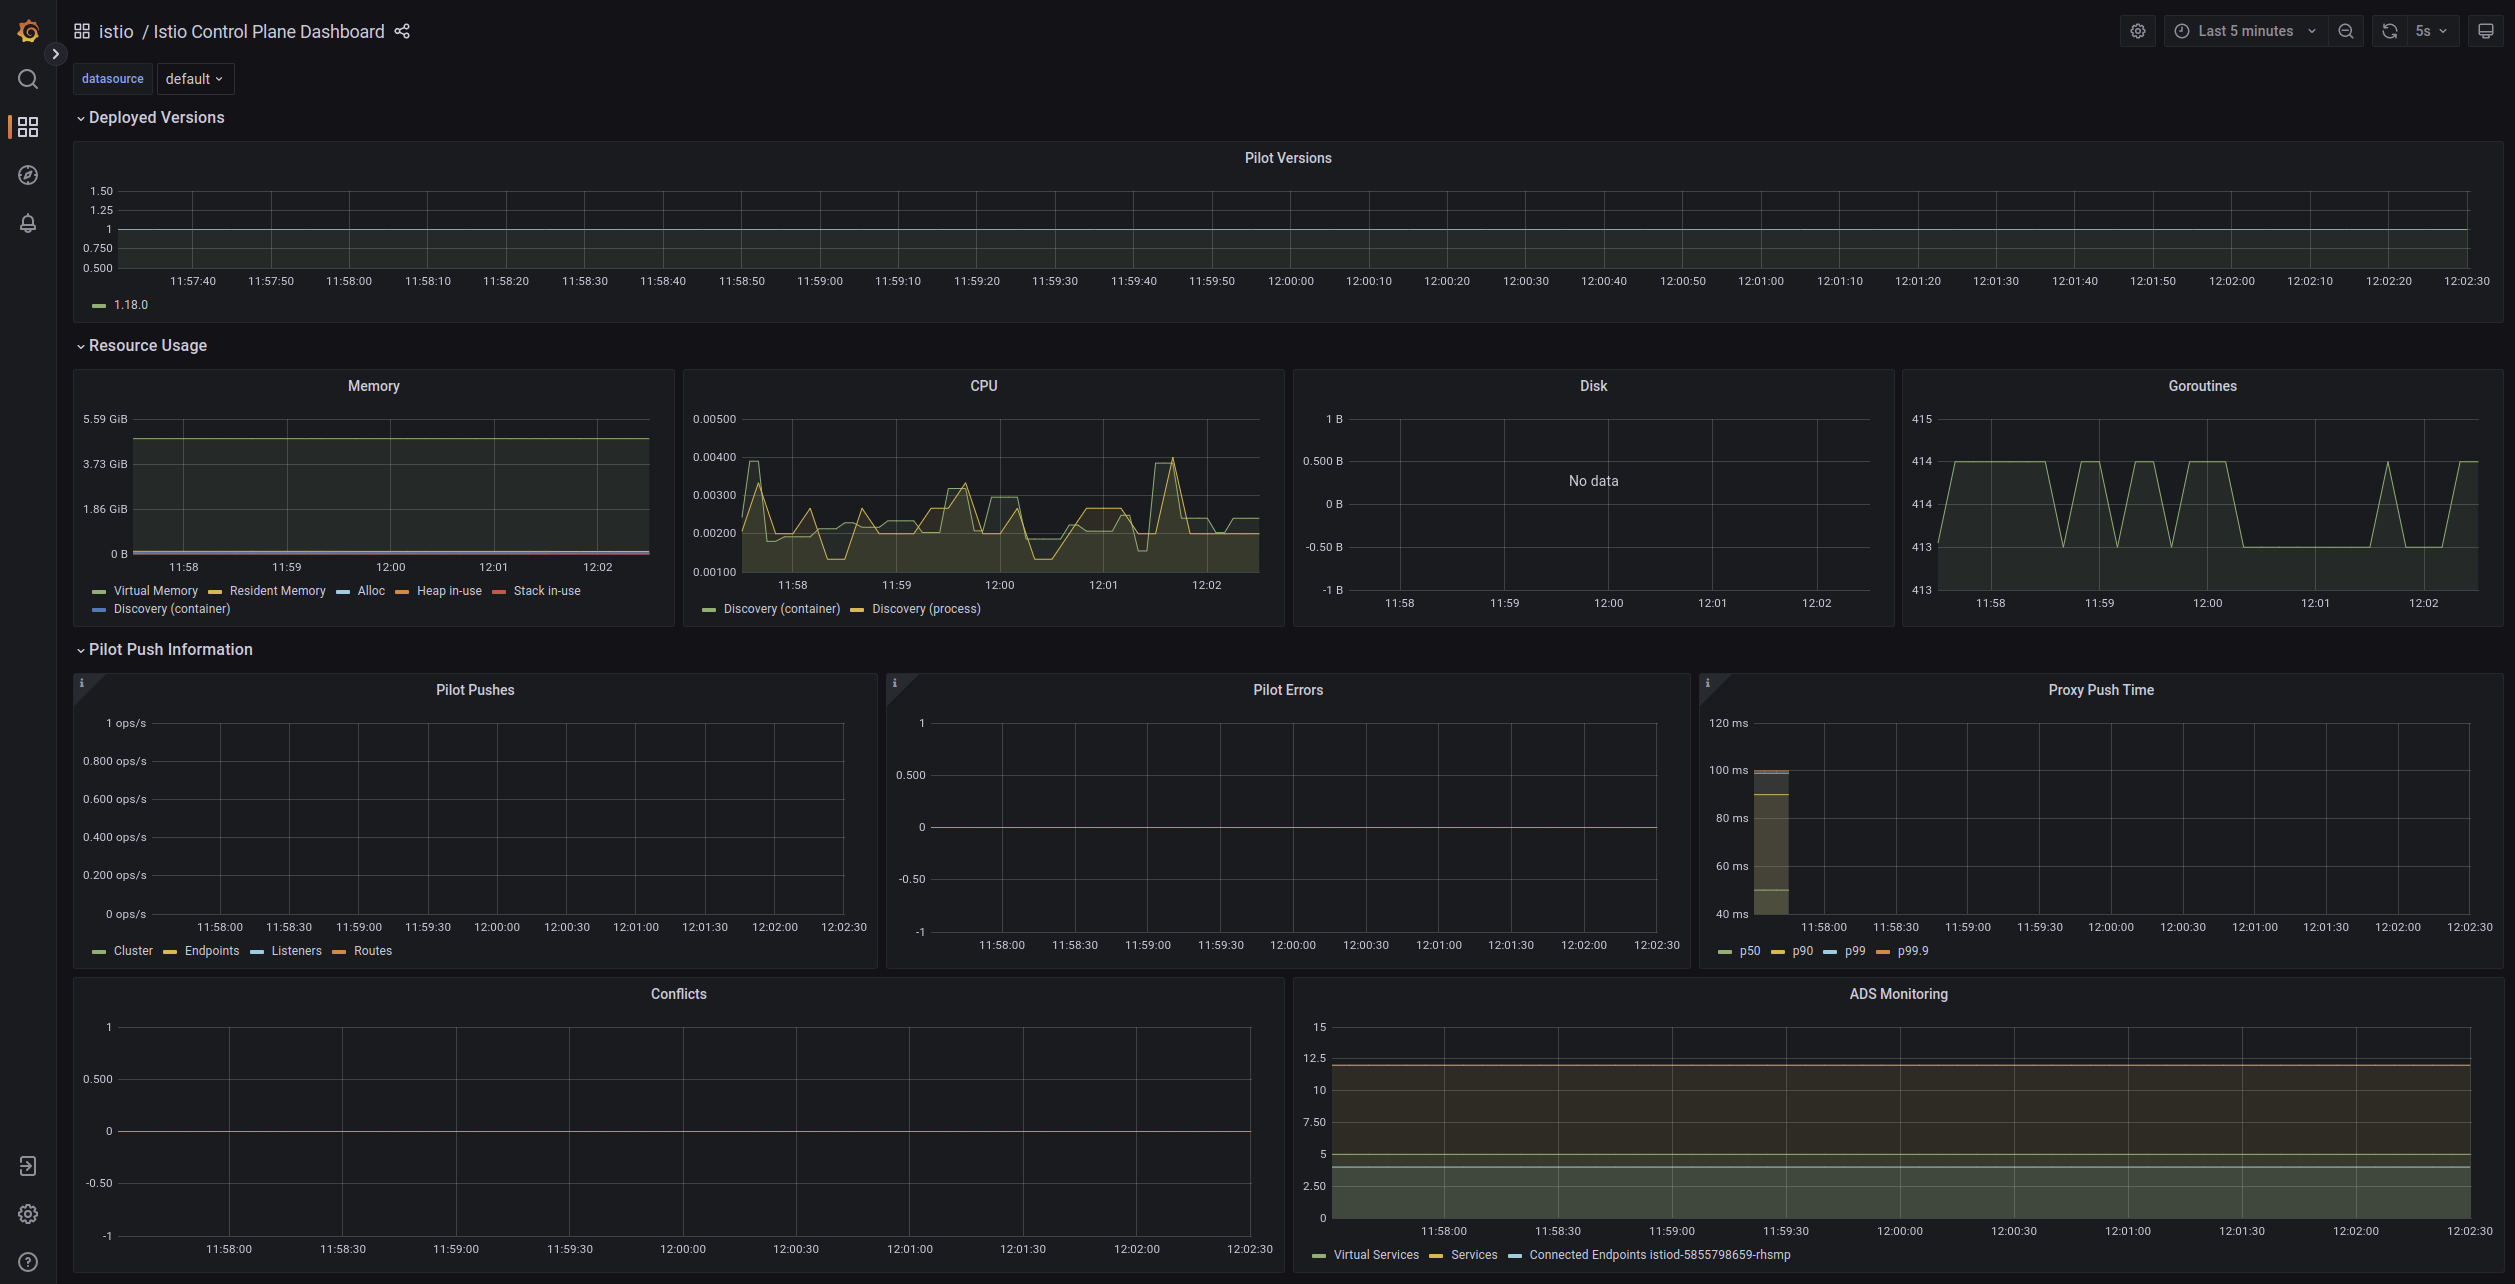 istio / Istio Control Plane Dashboard
Last 5 minutes
5s
datasource default
Deployed Versions
Pilot Versions
1.50
1.25
1
0.750
0.500
11:57:40 11:57:50 11:58:00 11:58:10 11:58:20 11:58:30 11:58:40 11:58:50 11:59:00 11:59:10 11:59:20 11:59:30 11:59:40 11:59:50 12:00:00 12:00:10 12:00:20 12:00:30 12:00:40 12:00:50 12:01:00 12:01:10 12:01:20 12:01:30 12:01:40 12:01:50 12:02:00 12:02:10 12:02:20 12:02:30
1.18.0
Resource Usage
Memory
5.59 GiB
3.73 GiB
1.86 GiB
0 B
11:58 11:59 12:00 12:01 12:02
Virtual Memory Resident Memory Alloc Heap in-use Stack in-use
Discovery (container)
CPU
0.00500
0.00400
0.00300
0.00200
0.00100
11:58 11:59 12:00 12:01 12:02
Discovery (container) Discovery (process)
Disk
1 B
0.500 B
0 B
-0.50 B
-1 B
No data
11:58 11:59 12:00 12:01 12:02
Goroutines
415
414
414
413
413
11:58 11:59 12:00 12:01 12:02
Pilot Push Information
Pilot Pushes
1 ops/s
0.800 ops/s
0.600 ops/s
0.400 ops/s
0.200 ops/s
0 ops/s
11:58:00 11:58:30 11:59:00 11:59:30 12:00:00 12:00:30 12:01:00 12:01:30 12:02:00 12:02:30
Cluster Endpoints Listeners Routes
Pilot Errors
1
0.500
0
-0.50
-1
11:58:00 11:58:30 11:59:00 11:59:30 12:00:00 12:00:30 12:01:00 12:01:30 12:02:00 12:02:30
Proxy Push Time
120 ms
100 ms
80 ms
60 ms
40 ms
11:58:00 11:58:30 11:59:00 11:59:30 12:00:00 12:00:30 12:01:00 12:01:30 12:02:00 12:02:30
p50 p90 p99 p99.9
Conflicts
1
0.500
0
-0.50
-1
11:58:00 11:58:30 11:59:00 11:59:30 12:00:00 12:00:30 12:01:00 12:01:30 12:02:00 12:02:30
ADS Monitoring
15
12.5
10
7.50
5
2.50
0
11:58:00 11:58:30 11:59:00 11:59:30 12:00:00 12:00:30 12:01:00 12:01:30 12:02:00 12:02:30
Virtual Services Services Connected Endpoints istiod-5855798659-rhsmp